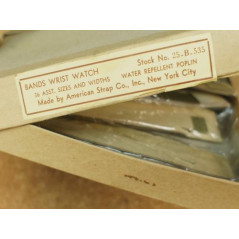 Stock No. 25-B-535
BANDS WRIST WATCH
36 ASST. SIZES AND WIDTHS WATER REPELLENT POPLIN
Made by American Strap Co., Inc., New York City